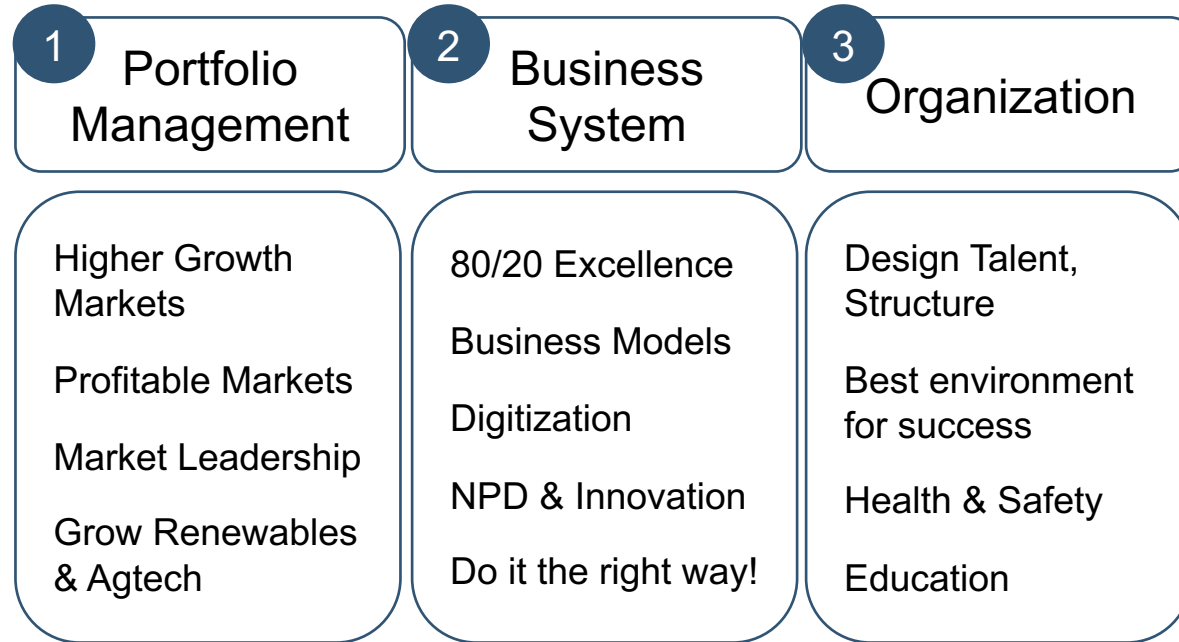 1
Portfolio
Management
Higher Growth
Markets
Profitable Markets
Market Leadership
Grow Renewables
& Agtech
2
Business
System
80/20 Excellence
Business Models
Digitization
NPD & Innovation
Do it the right way!
3
Organization
Design Talent,
Structure
Best environment
for success
Health & Safety
Education